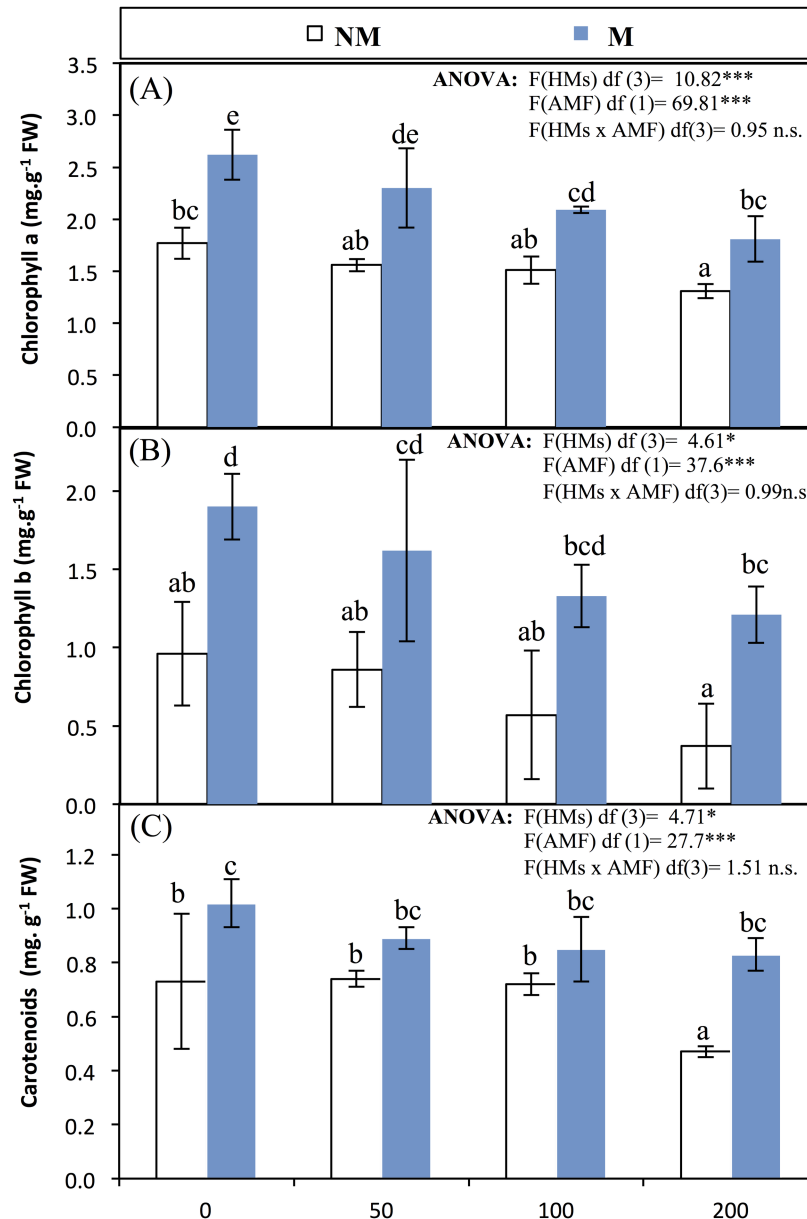 NM M
(A)
ANOVA: F(HMs) df (3)= 10.82***
F(AMF) df (1)= 69.81***
F(HMs x AMF) df(3)= 0.95 n.s.
Chlorophyll a (mg.g⁻¹ FW)
3.5
3.0
2.5
2.0
1.5
1.0
0.5
0.0
bc e ab de ab cd a bc
(B)
ANOVA: F(HMs) df (3)= 4.61*
F(AMF) df (1)= 37.6***
F(HMs x AMF) df(3)= 0.99n.s
Chlorophyll b (mg.g⁻¹ FW)
2.0
1.5
1.0
0.5
0.0
ab d ab cd ab bcd a bc
(C)
ANOVA: F(HMs) df (3)= 4.71*
F(AMF) df (1)= 27.7***
F(HMs x AMF) df(3)= 1.51 n.s.
Carotenoids (mg. g⁻¹ FW)
1.2
1.0
0.8
0.6
0.4
0.2
0.0
b c b bc b bc a bc
0 50 100 200